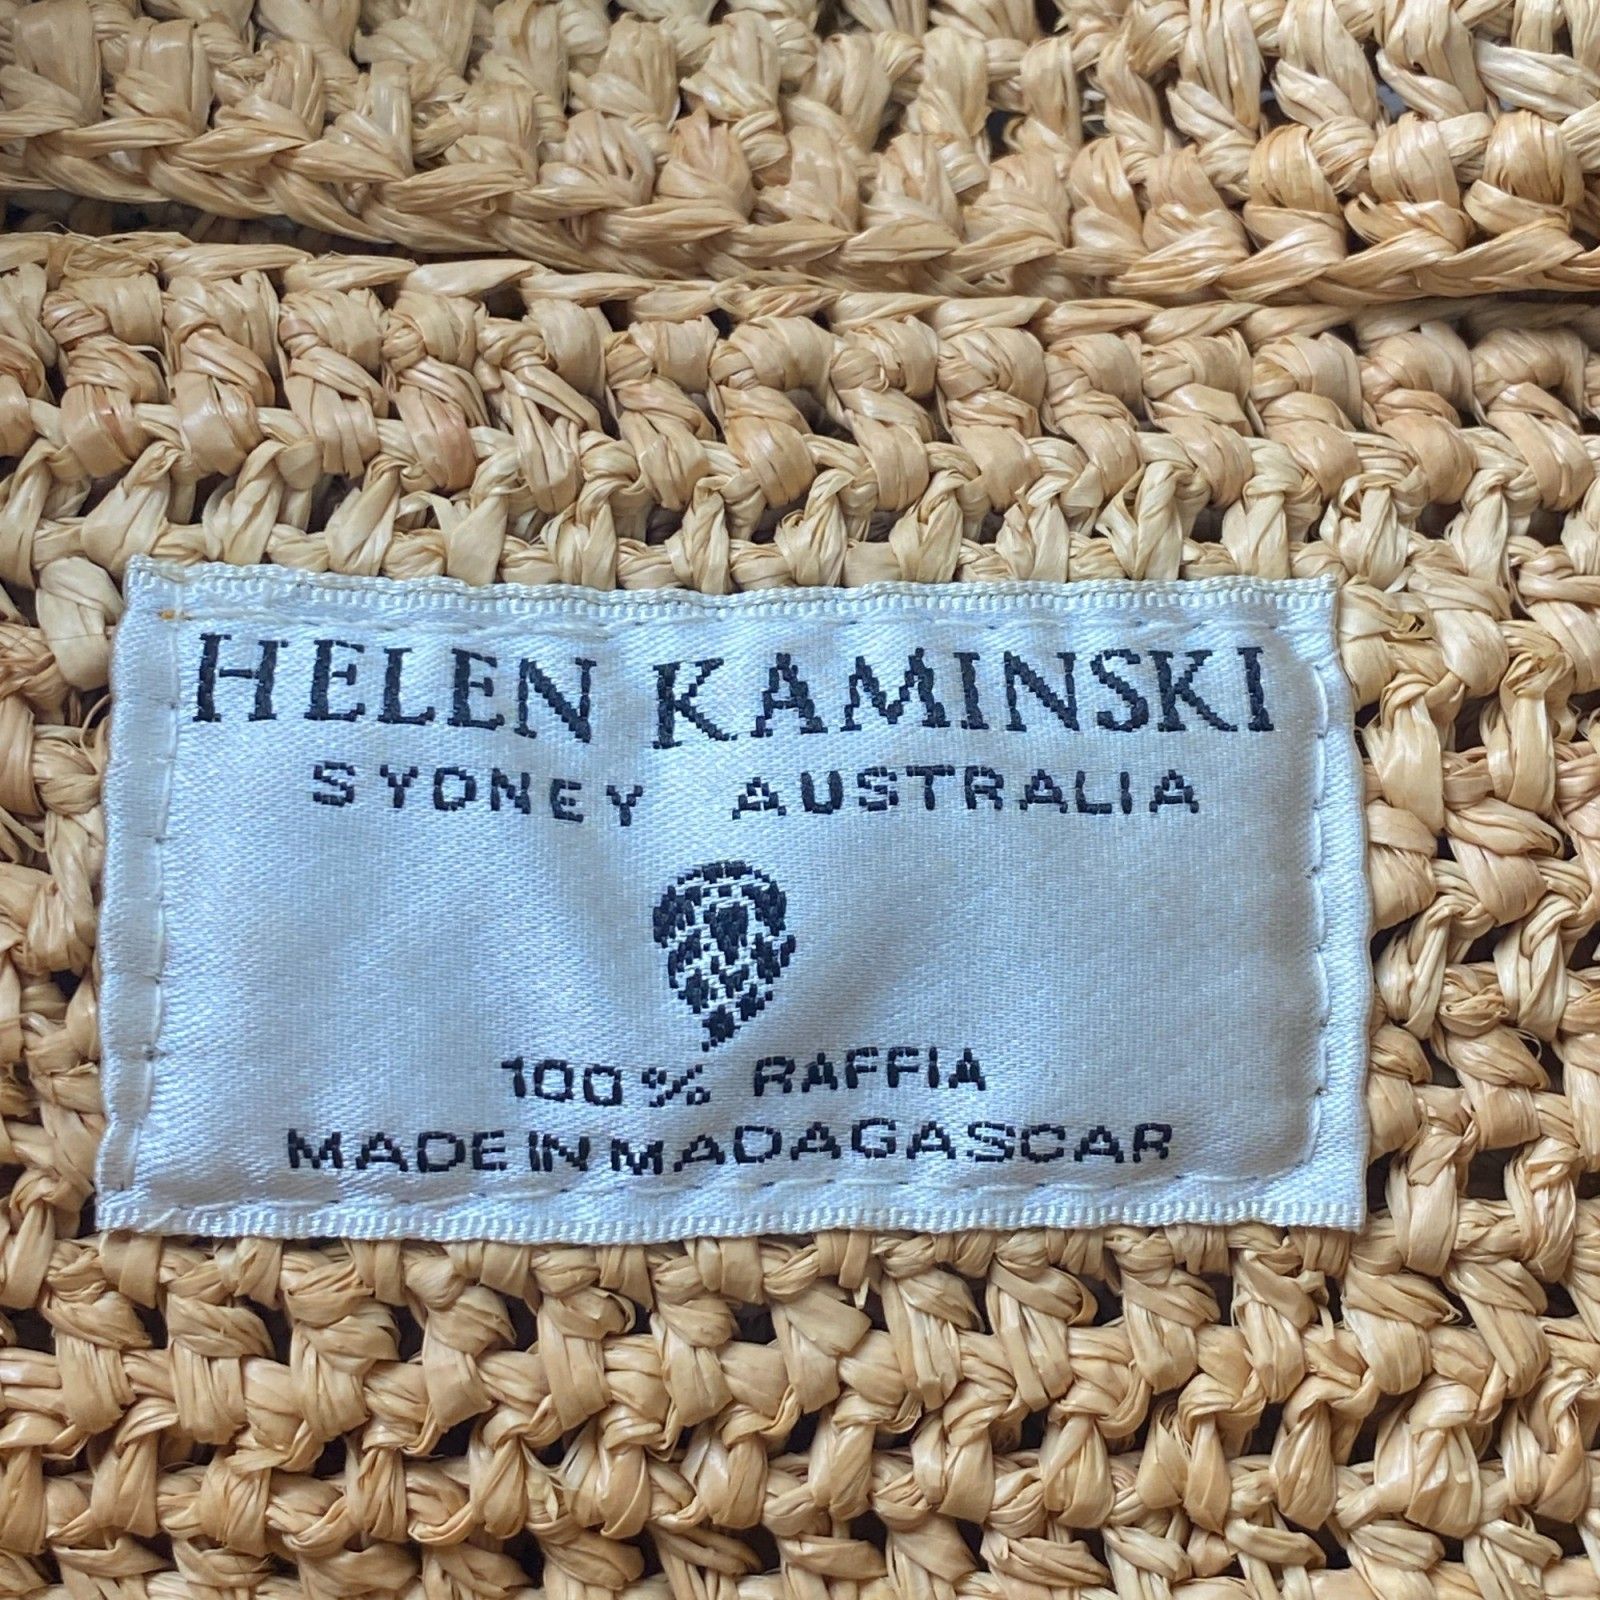 HELEN KAMINSKI
SYDNEY AUSTRALIA
100% RAFFIA
MADE IN MADAGASCAR